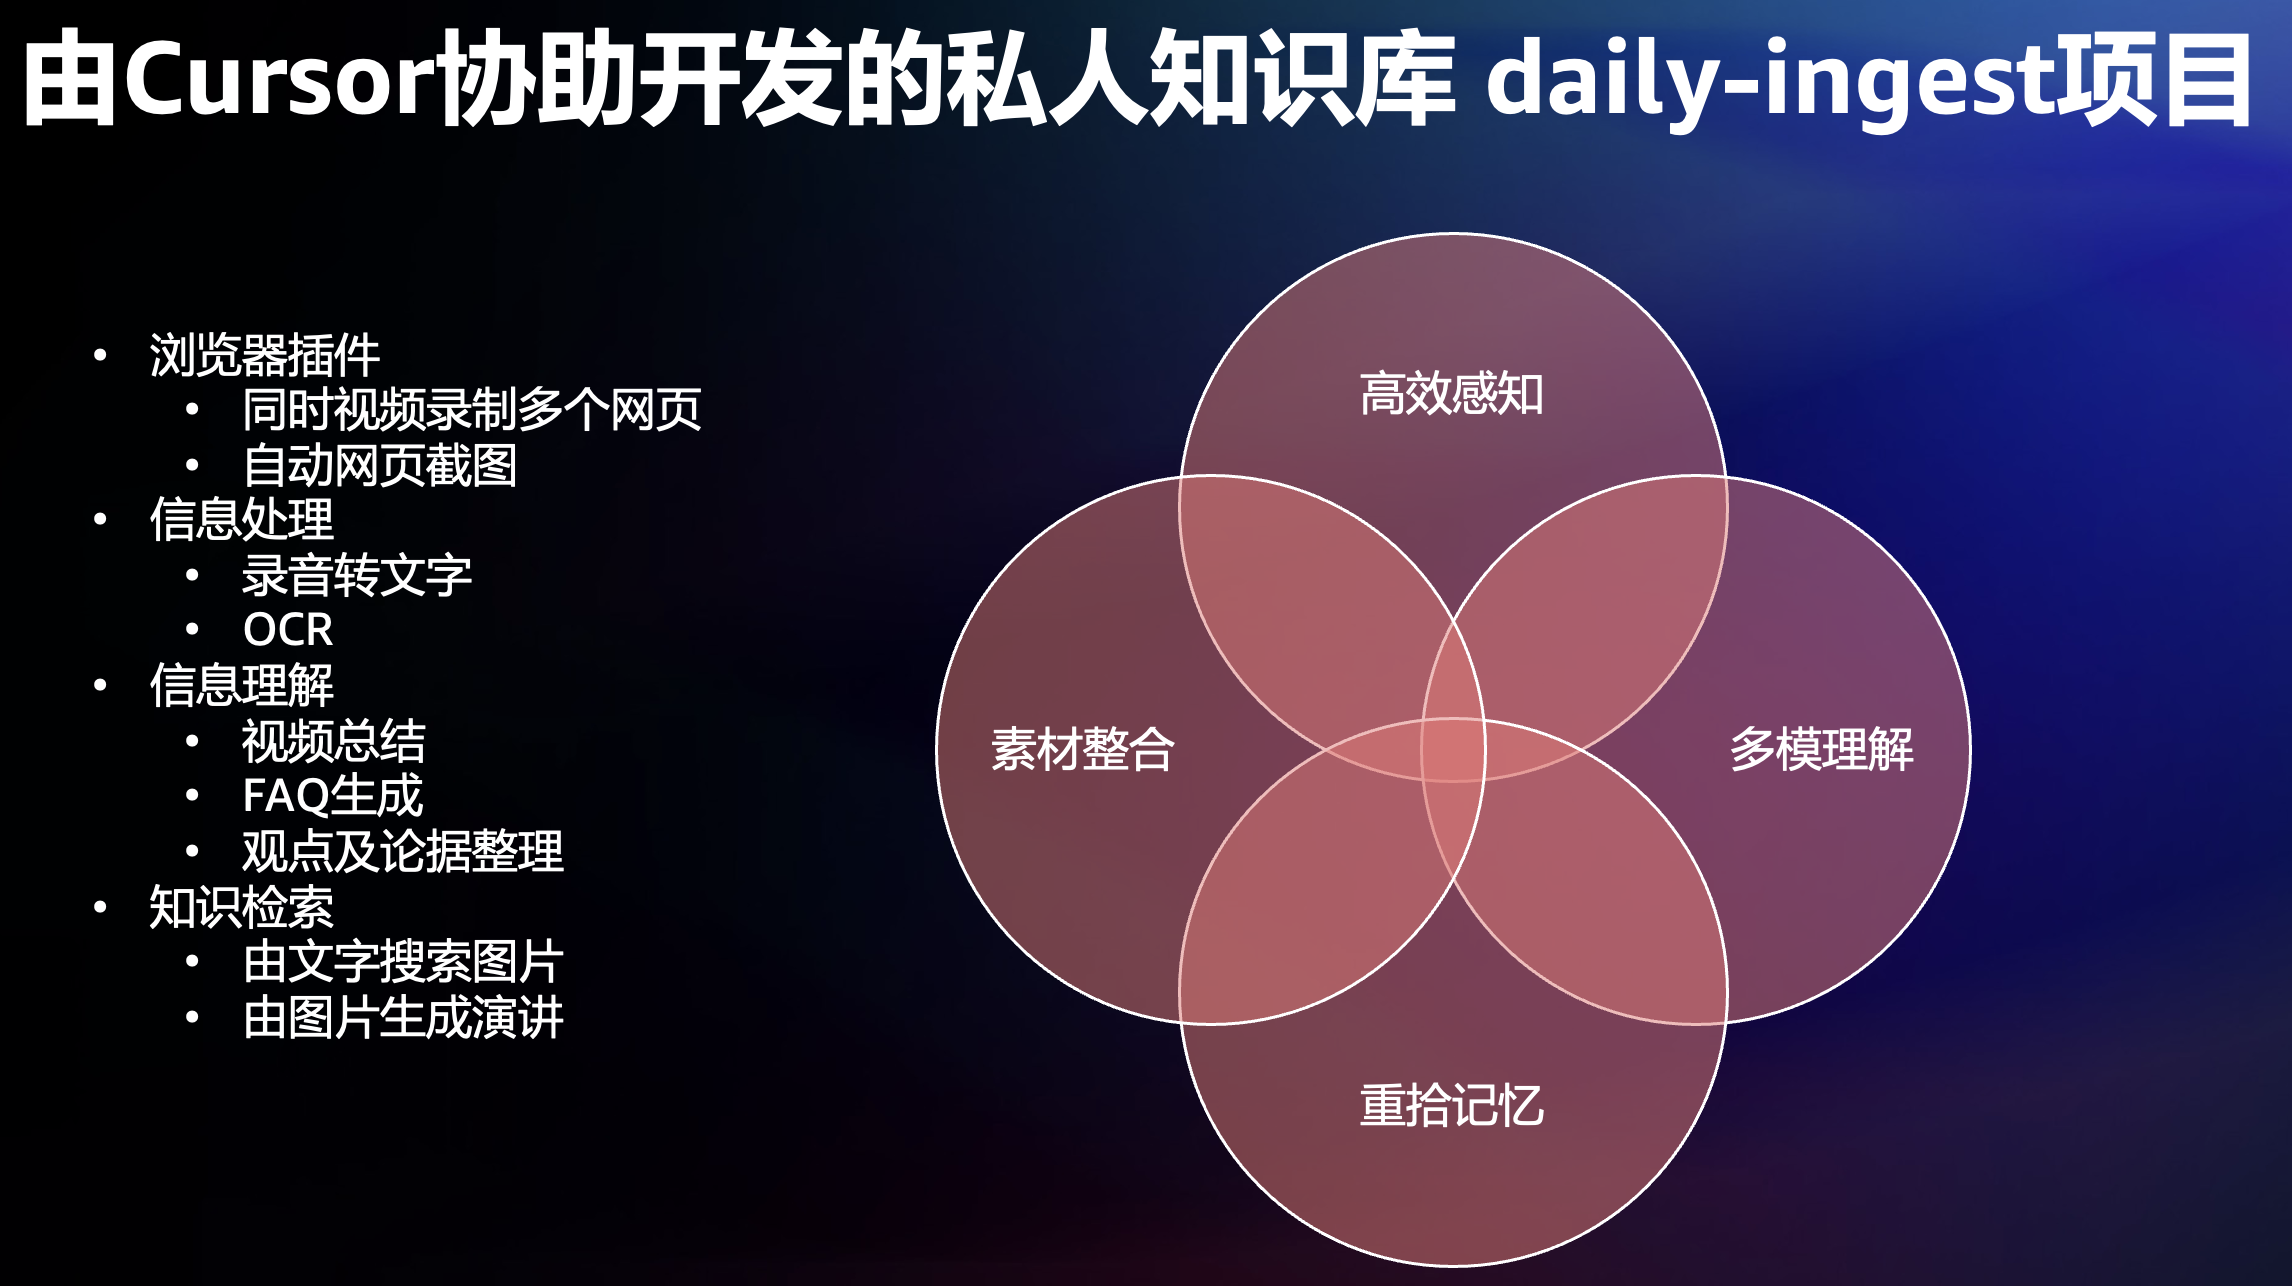 由Cursor协助开发的私人知识库 daily-ingest项目
• 浏览器插件
• 同时视频录制多个网页
• 自动网页截图
• 信息处理
• 录音转文字
• OCR
• 信息理解
• 视频总结
• FAQ生成
• 观点及论据整理
• 知识检索
• 由文字搜索图片
• 由图片生成演讲
高效感知
素材整合
多模理解
重拾记忆